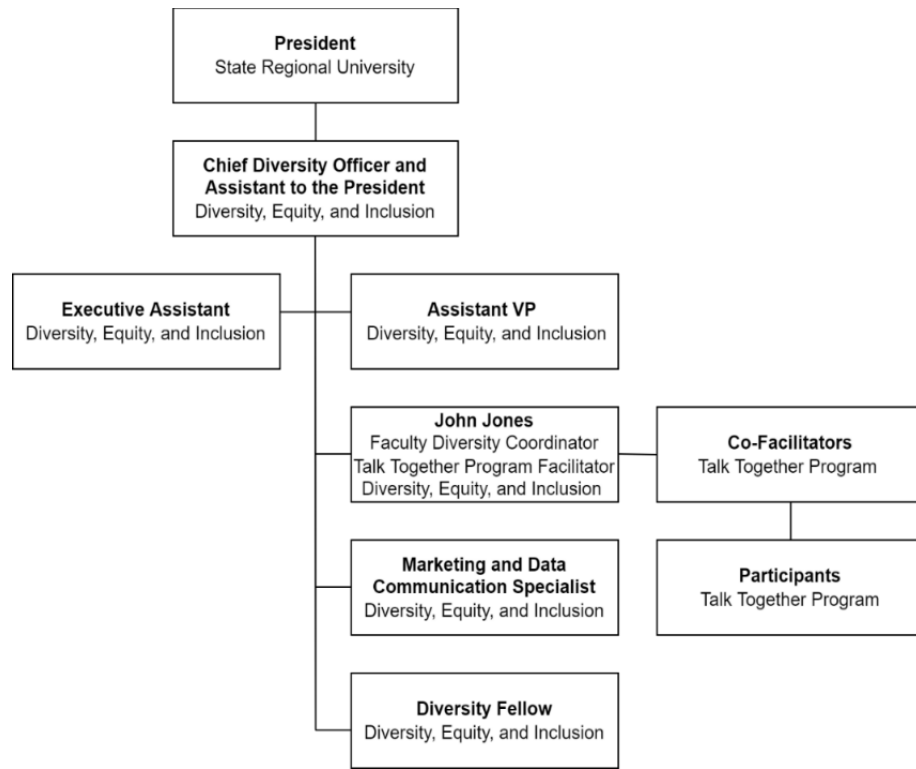 President
State Regional University
Chief Diversity Officer and
Assistant to the President
Diversity, Equity, and Inclusion
Executive Assistant
Diversity, Equity, and Inclusion
Assistant VP
Diversity, Equity, and Inclusion
John Jones
Faculty Diversity Coordinator
Talk Together Program Facilitator
Diversity, Equity, and Inclusion
Co-Facilitators
Talk Together Program
Marketing and Data
Communication Specialist
Diversity, Equity, and Inclusion
Participants
Talk Together Program
Diversity Fellow
Diversity, Equity, and Inclusion